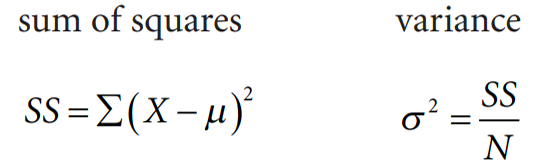 sum of squares
variance
SS = Σ(X − μ)²
σ² = SS/N